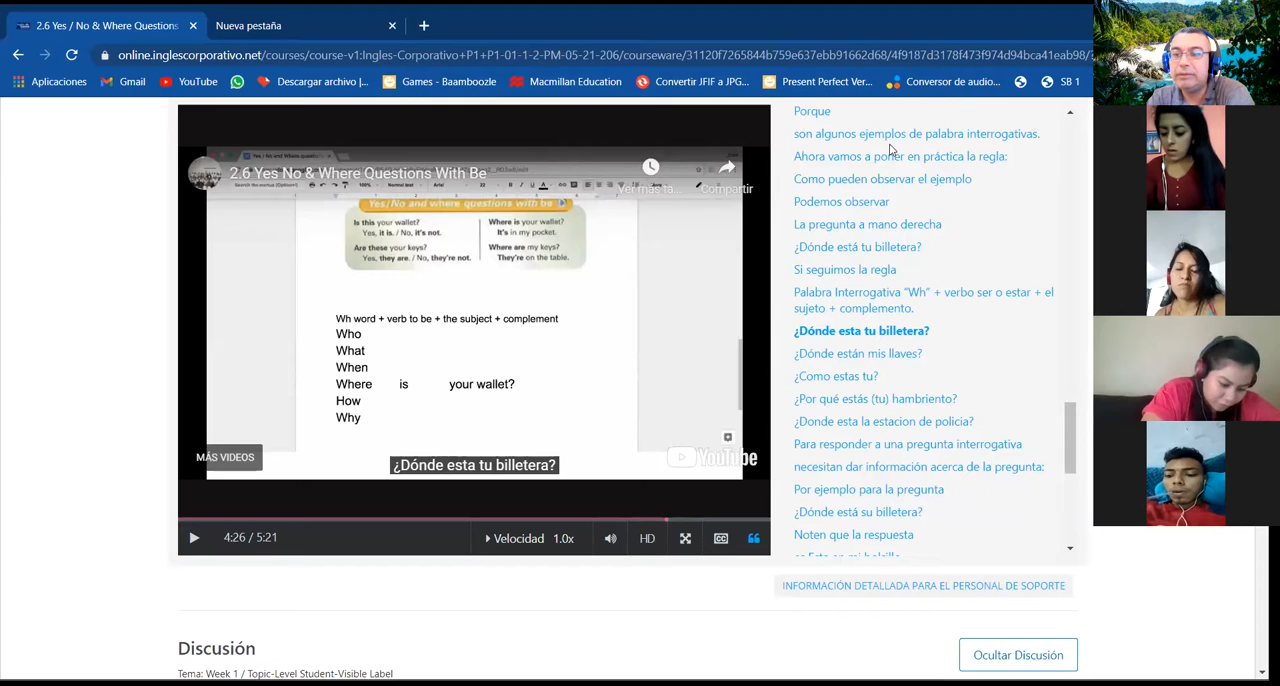 2.6 Yes / No & Where Questions
Nueva pestaña
online.inglescorporativo.net/courses/course-v1:Ingles-Corporativo+P1+P1-01-1-2-PM-05-21-206/courseware/31120f7265844b759e637ebb91662d68/4f9187d3178f473f974d94bca41eab98/
Aplicaciones
Gmail
YouTube
Descargar archivo |...
Games - Baamboozle
Macmillan Education
Convertir JFIF a JPG...
Present Perfect Ver...
Conversor de audio...
SB 1
2.6 Yes No & Where Questions With Be
Ver más ta...
Compartir
Yes/No and where questions with be
Is this your wallet?
Yes, it is. / No, it's not.
Are these your keys?
Yes, they are. / No, they're not.
Where is your wallet?
It's in my pocket.
Where are my keys?
They're on the table.
Wh word + verb to be + the subject + complement
Who
What
When
Where is your wallet?
How
Why
MÁS VIDEOS
YouTube
¿Dónde esta tu billetera?
4:26 / 5:21
Velocidad 1.0x
HD
Porque
son algunos ejemplos de palabra interrogativas.
Ahora vamos a poner en práctica la regla:
Como pueden observar el ejemplo
Podemos observar
La pregunta a mano derecha
¿Dónde está tu billetera?
Si seguimos la regla
Palabra Interrogativa “Wh” + verbo ser o estar + el
sujeto + complemento.
¿Dónde esta tu billetera?
¿Dónde están mis llaves?
¿Como estas tu?
¿Por qué estás (tu) hambriento?
¿Donde esta la estacion de policia?
Para responder a una pregunta interrogativa
necesitan dar información acerca de la pregunta:
Por ejemplo para la pregunta
¿Dónde está su billetera?
Noten que la respuesta
es Esta en mi bolsillo
INFORMACIÓN DETALLADA PARA EL PERSONAL DE SOPORTE
Discusión
Ocultar Discusión
Tema: Week 1 / Topic-Level Student-Visible Label